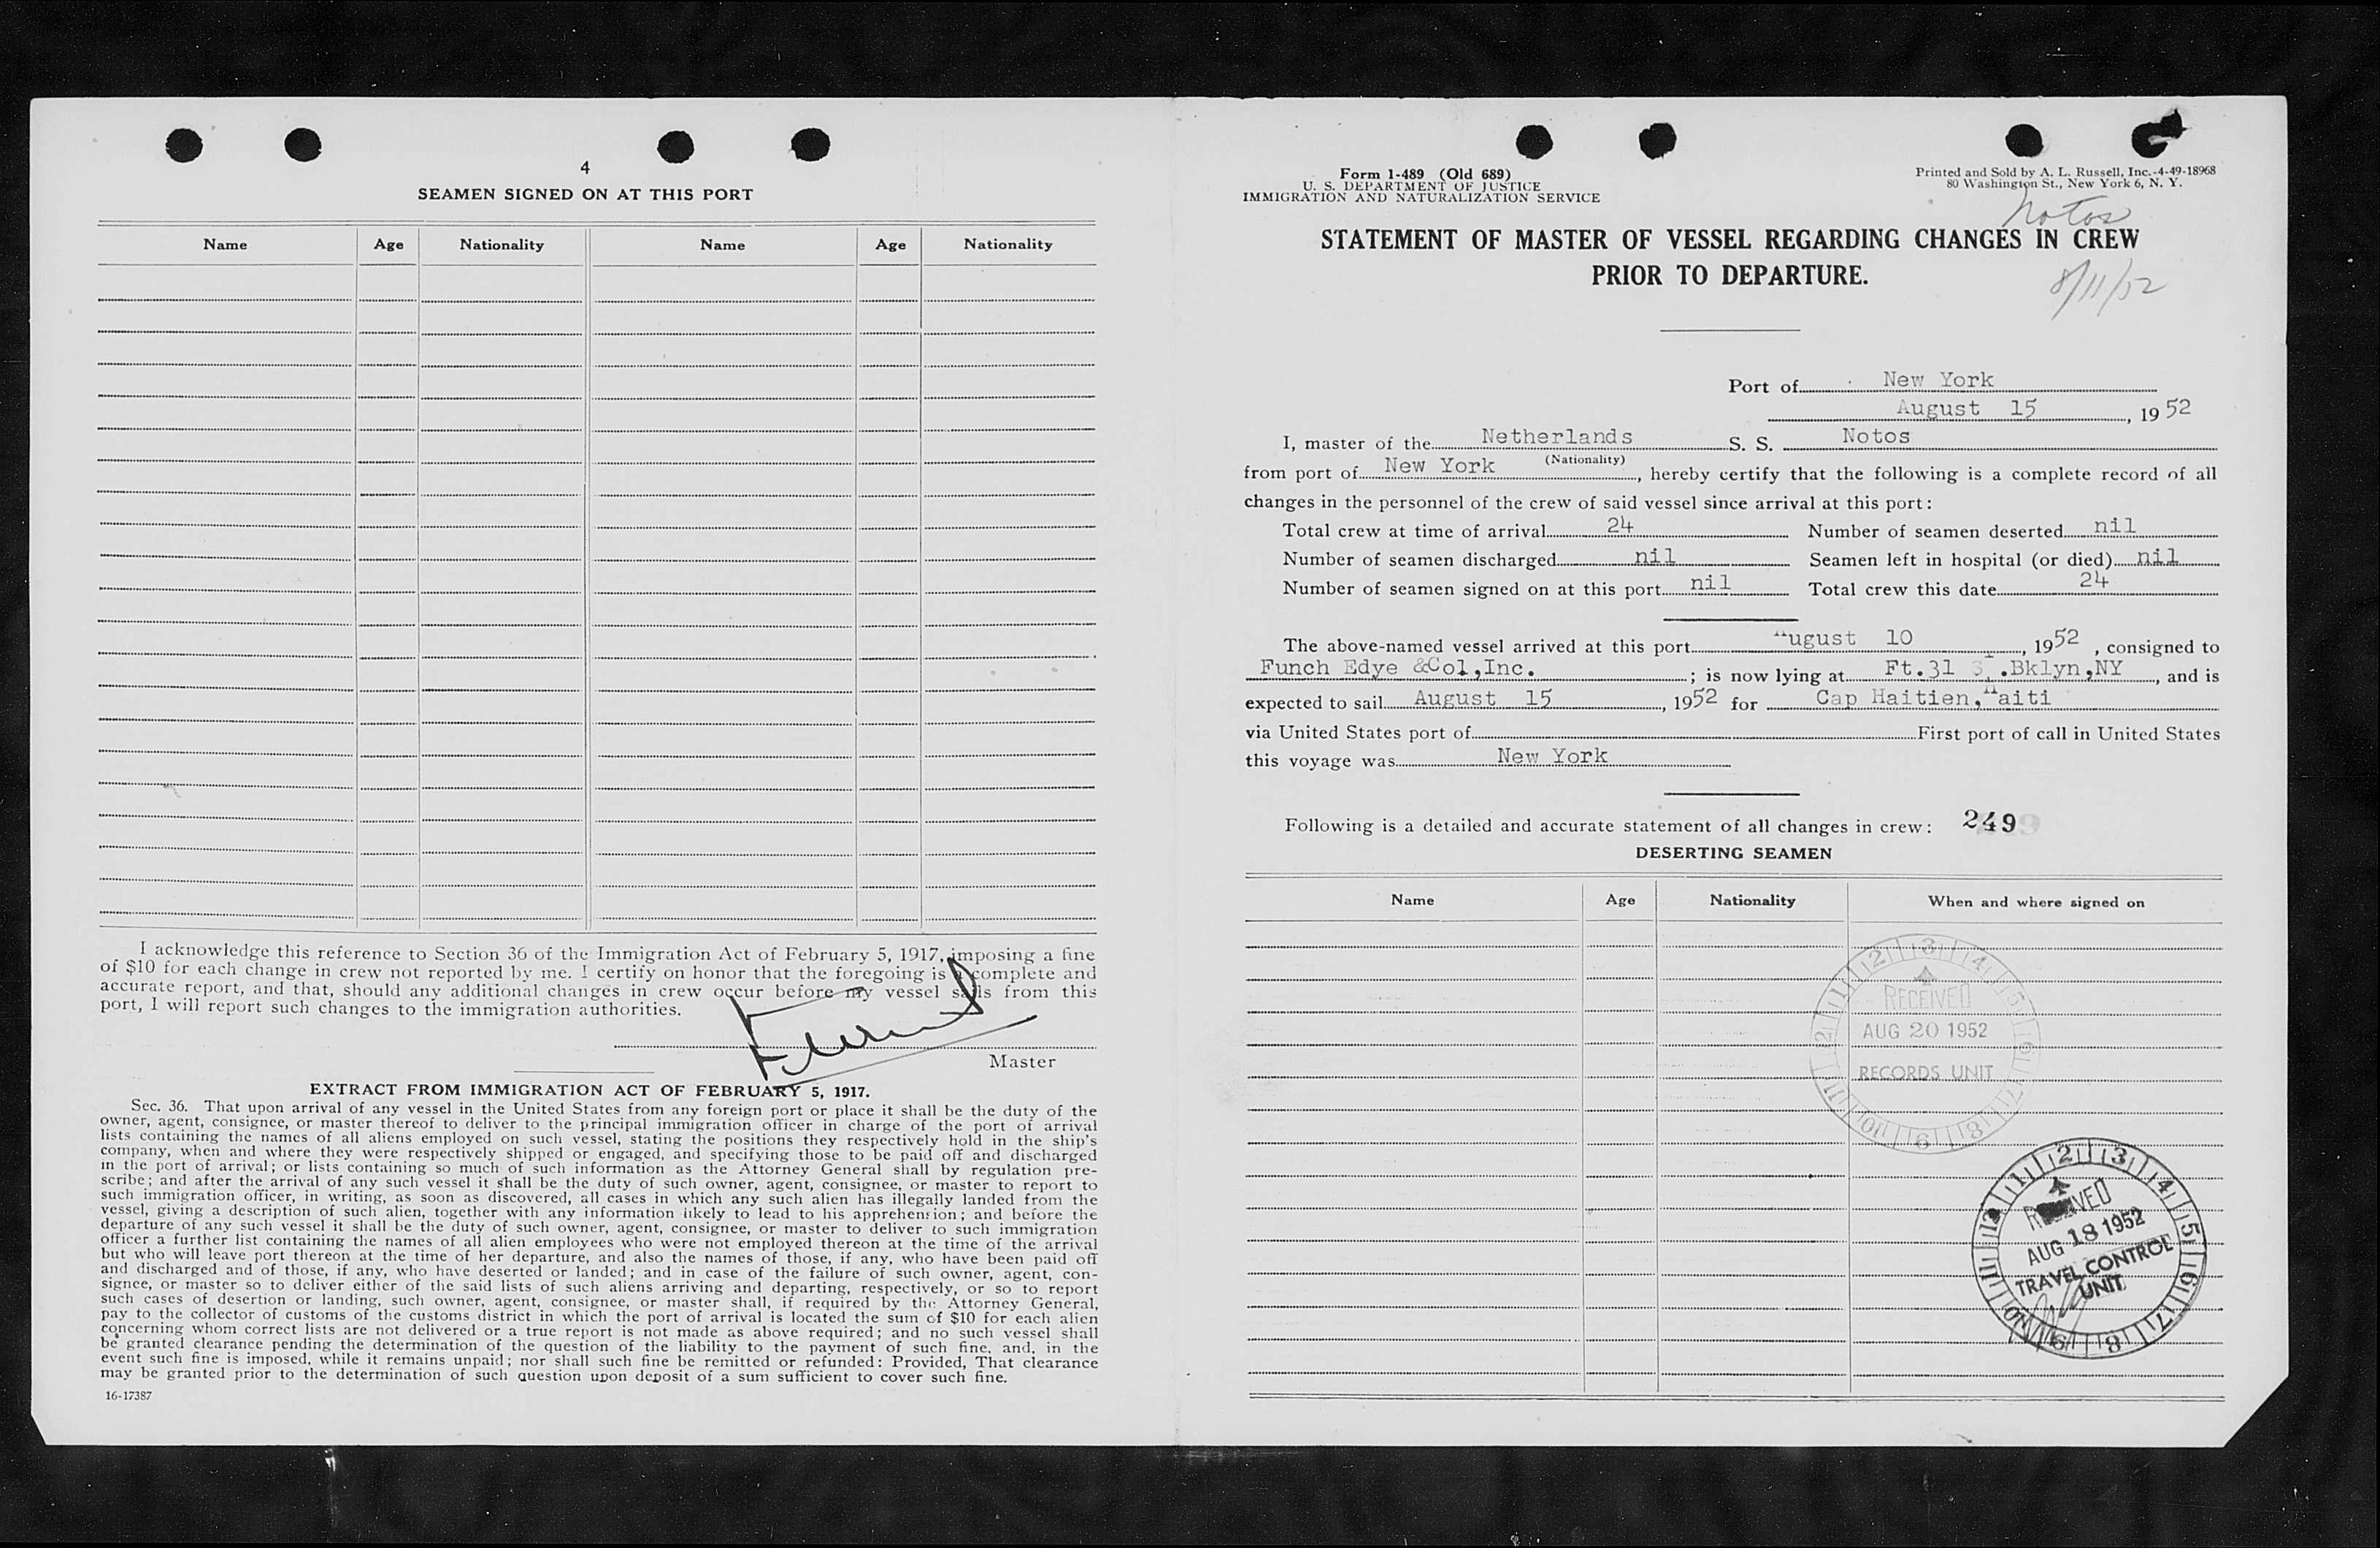 4
SEAMEN SIGNED ON AT THIS PORT
Name Age Nationality Name Age Nationality
I acknowledge this reference to Section 36 of the Immigration Act of February 5, 1917, imposing a fine
of $10 for each change in crew not reported by me. I certify on honor that the foregoing is a complete and
accurate report, and that, should any additional changes in crew occur before my vessel sails from this
port, I will report such changes to the immigration authorities.
Master
EXTRACT FROM IMMIGRATION ACT OF FEBRUARY 5, 1917.
Sec. 36. That upon arrival of any vessel in the United States from any foreign port or place it shall be the duty of the
owner, agent, consignee, or master thereof to deliver to the principal immigration officer in charge of the port of arrival
lists containing the names of all aliens employed on such vessel, stating the positions they respectively hold in the ship's
company, when and where they were respectively shipped or engaged, and specifying those to be paid off and discharged
in the port of arrival; or lists containing so much of such information as the Attorney General shall by regulation pre-
scribe; and after the arrival of any such vessel it shall be the duty of such owner, agent, consignee, or master to report to
such immigration officer, in writing, as soon as discovered, all cases in which any such alien has illegally landed from the
vessel, giving a description of such alien, together with any information likely to lead to his apprehension; and before the
departure of any such vessel it shall be the duty of such owner, agent, consignee, or master to deliver to such immigration
officer a further list containing the names of all alien employees who were not employed thereon at the time of the arrival
but who will leave port thereon at the time of her departure, and also the names of those, if any, who have been paid off
and discharged and of those, if any, who have deserted or landed; and in case of the failure of such owner, agent, con-
signee, or master so to deliver either of the said lists of such aliens arriving and departing, respectively, or so to report
such cases of desertion or landing, such owner, agent, consignee, or master shall, if required by the Attorney General,
pay to the collector of customs of the customs district in which the port of arrival is located the sum of $10 for each alien
concerning whom correct lists are not delivered or a true report is not made as above required; and no such vessel shall
be granted clearance pending the determination of the question of the liability to the payment of such fine, and, in the
event such fine is imposed, while it remains unpaid; nor shall such fine be remitted or refunded: Provided, That clearance
may be granted prior to the determination of such question upon deposit of a sum sufficient to cover such fine.
16-17387
Form 1-489 (Old 689)
U. S. DEPARTMENT OF JUSTICE
IMMIGRATION AND NATURALIZATION SERVICE
Printed and Sold by A. L. Russell, Inc.-4-49-18968
80 Washington St., New York 6, N. Y.
Notos
STATEMENT OF MASTER OF VESSEL REGARDING CHANGES IN CREW
PRIOR TO DEPARTURE.
8/11/52
Port of New York
August 15, 1952
I, master of the Netherlands S. S. Notos
(Nationality)
from port of New York, hereby certify that the following is a complete record of all
changes in the personnel of the crew of said vessel since arrival at this port:
Total crew at time of arrival 24 Number of seamen deserted nil
Number of seamen discharged nil Seamen left in hospital (or died) nil
Number of seamen signed on at this port nil Total crew this date 24
The above-named vessel arrived at this port August 10, 1952, consigned to
Funch Edye &Col,Inc.; is now lying at Ft.31 St.Bklyn,NY, and is
expected to sail August 15, 1952 for Cap Haitien,Haiti
via United States port of First port of call in United States
this voyage was New York
Following is a detailed and accurate statement of all changes in crew: 249
DESERTING SEAMEN
Name Age Nationality When and where signed on
RECEIVED
AUG 20 1952
RECORDS UNIT
RECEIVED
AUG 18 1952
TRAVEL CONTROL
UNIT